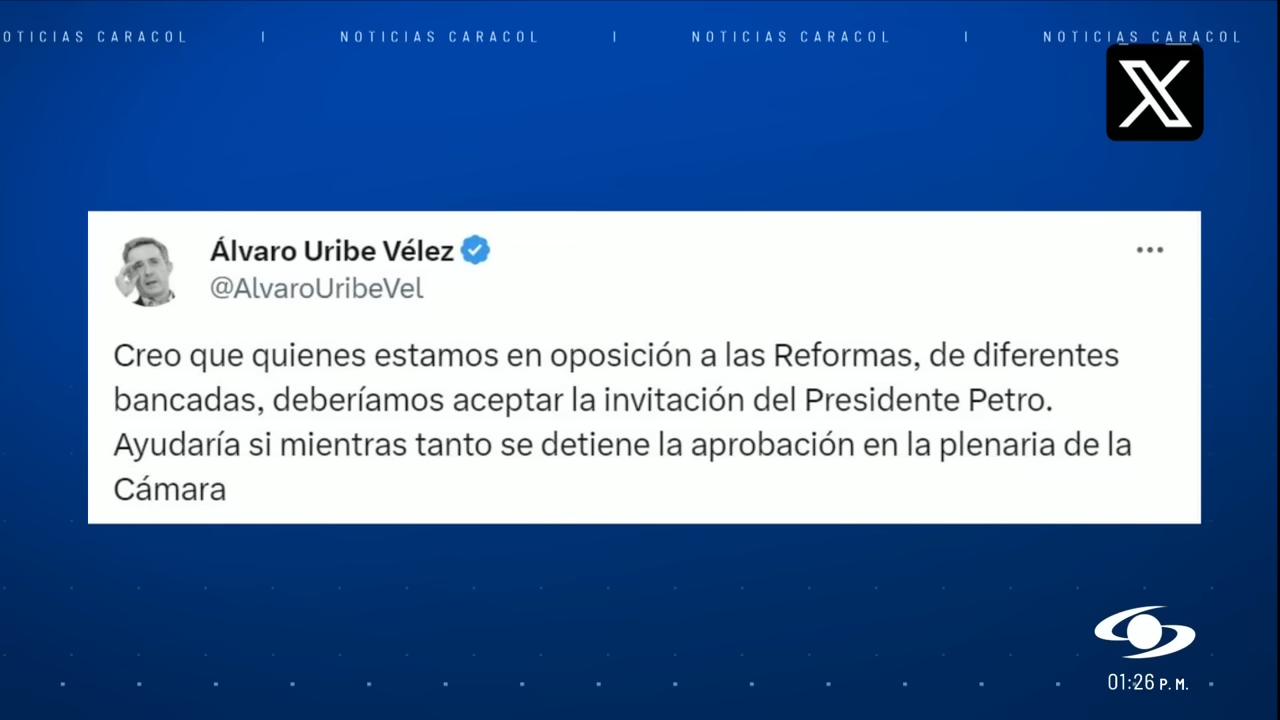 OTICIAS CARACOL | NOTICIAS CARACOL | NOTICIAS CARACOL | NOTICIAS CARACOL
X
Álvaro Uribe Vélez
@AlvaroUribeVel
Creo que quienes estamos en oposición a las Reformas, de diferentes
bancadas, deberíamos aceptar la invitación del Presidente Petro.
Ayudaría si mientras tanto se detiene la aprobación en la plenaria de la
Cámara
01:26 P. M.